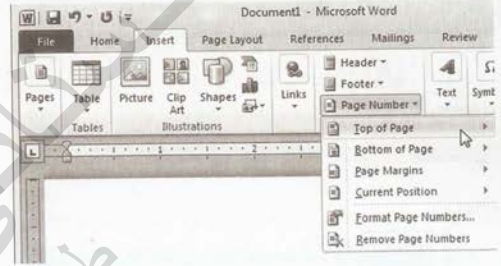 Document1 - Microsoft Word
File Home Insert Page Layout References Mailings Review
Pages Table Picture Clip Art Shapes Links Header Footer Page Number Text Symb
Tables Illustrations
Top of Page
Bottom of Page
Page Margins
Current Position
Format Page Numbers...
Remove Page Numbers